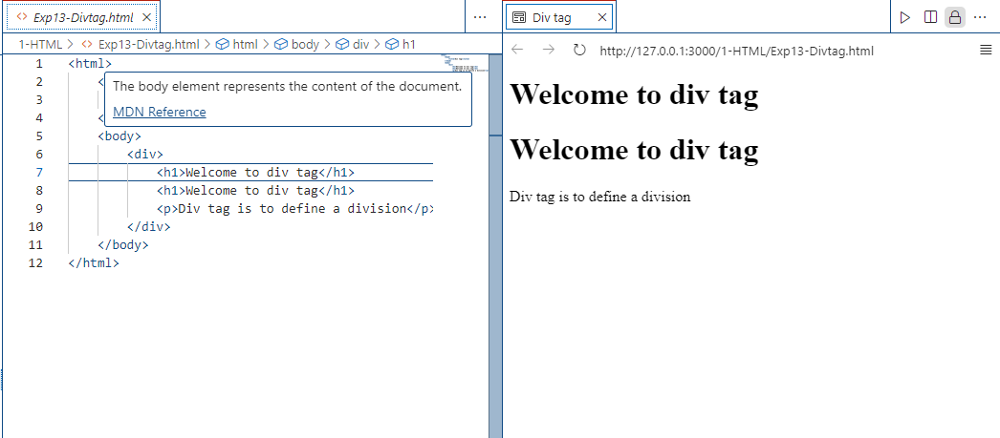 Exp13-Divtag.html
1-HTML > Exp13-Divtag.html > html > body > div > h1
1 <html>
2 <
3
4 <
The body element represents the content of the document.
MDN Reference
5 <body>
6 <div>
7 <h1>Welcome to div tag</h1>
8 <h1>Welcome to div tag</h1>
9 <p>Div tag is to define a division</p>
10 </div>
11 </body>
12 </html>
Div tag
http://127.0.0.1:3000/1-HTML/Exp13-Divtag.html
Welcome to div tag
Welcome to div tag
Div tag is to define a division